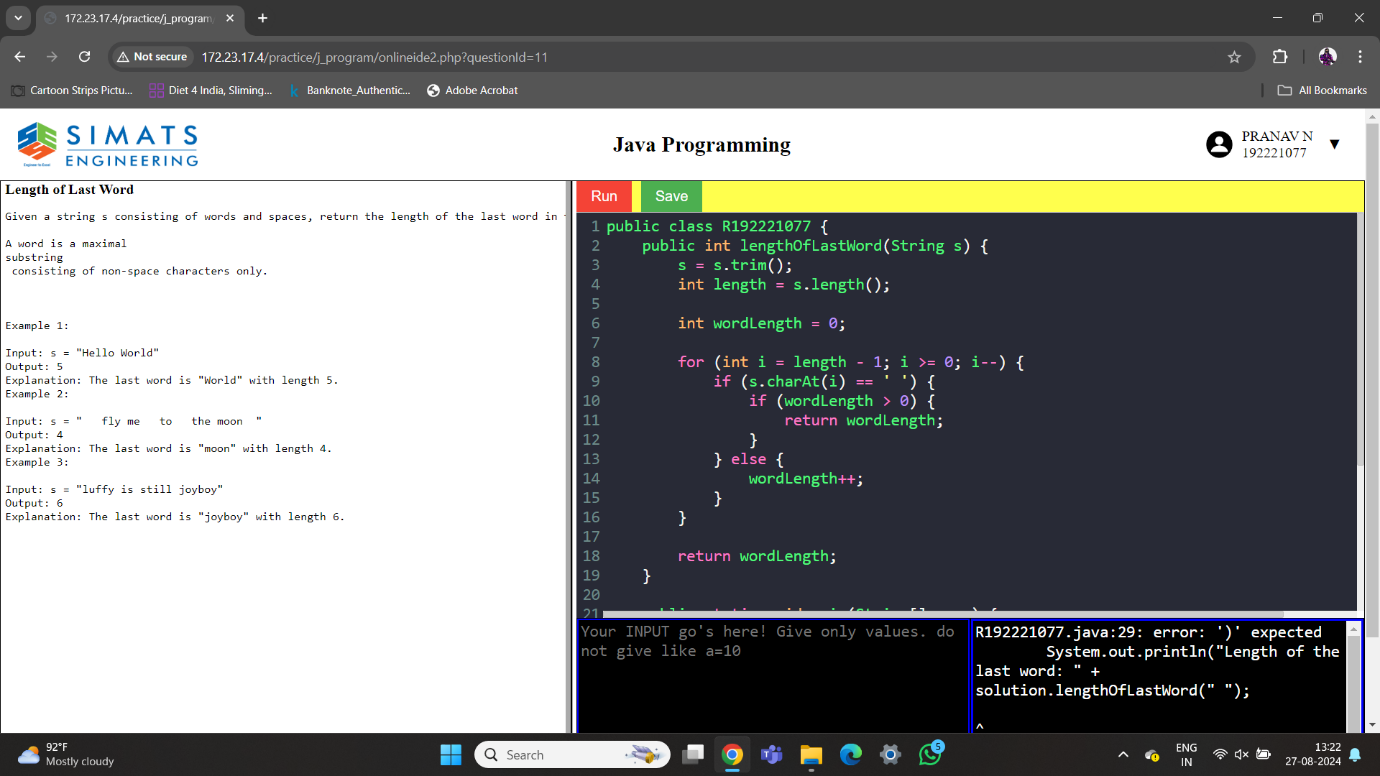 172.23.17.4/practice/j_program
Not secure
172.23.17.4/practice/j_program/onlineide2.php?questionId=11
Cartoon Strips Pictu...
Diet 4 India, Sliming...
Banknote_Authentic...
Adobe Acrobat
All Bookmarks
SIMATS
ENGINEERING
Java Programming
PRANAV N
192221077
Length of Last Word
Given a string s consisting of words and spaces, return the length of the last word in
A word is a maximal
substring
consisting of non-space characters only.
Example 1:
Input: s = "Hello World"
Output: 5
Explanation: The last word is "World" with length 5.
Example 2:
Input: s = "   fly me   to   the moon  "
Output: 4
Explanation: The last word is "moon" with length 4.
Example 3:
Input: s = "luffy is still joyboy"
Output: 6
Explanation: The last word is "joyboy" with length 6.
Run
Save
1 public class R192221077 {
2     public int lengthOfLastWord(String s) {
3         s = s.trim();
4         int length = s.length();
5
6         int wordLength = 0;
7
8         for (int i = length - 1; i >= 0; i--) {
9             if (s.charAt(i) == ' ') {
10                 if (wordLength > 0) {
11                     return wordLength;
12                 }
13             } else {
14                 wordLength++;
15             }
16         }
17
18         return wordLength;
19     }
20
21
Your INPUT go's here! Give only values. do
not give like a=10
R192221077.java:29: error: ')' expected
System.out.println("Length of the
last word: " +
solution.lengthOfLastWord(" ");
^
92°F
Mostly cloudy
Search
5
ENG
IN
13:22
27-08-2024